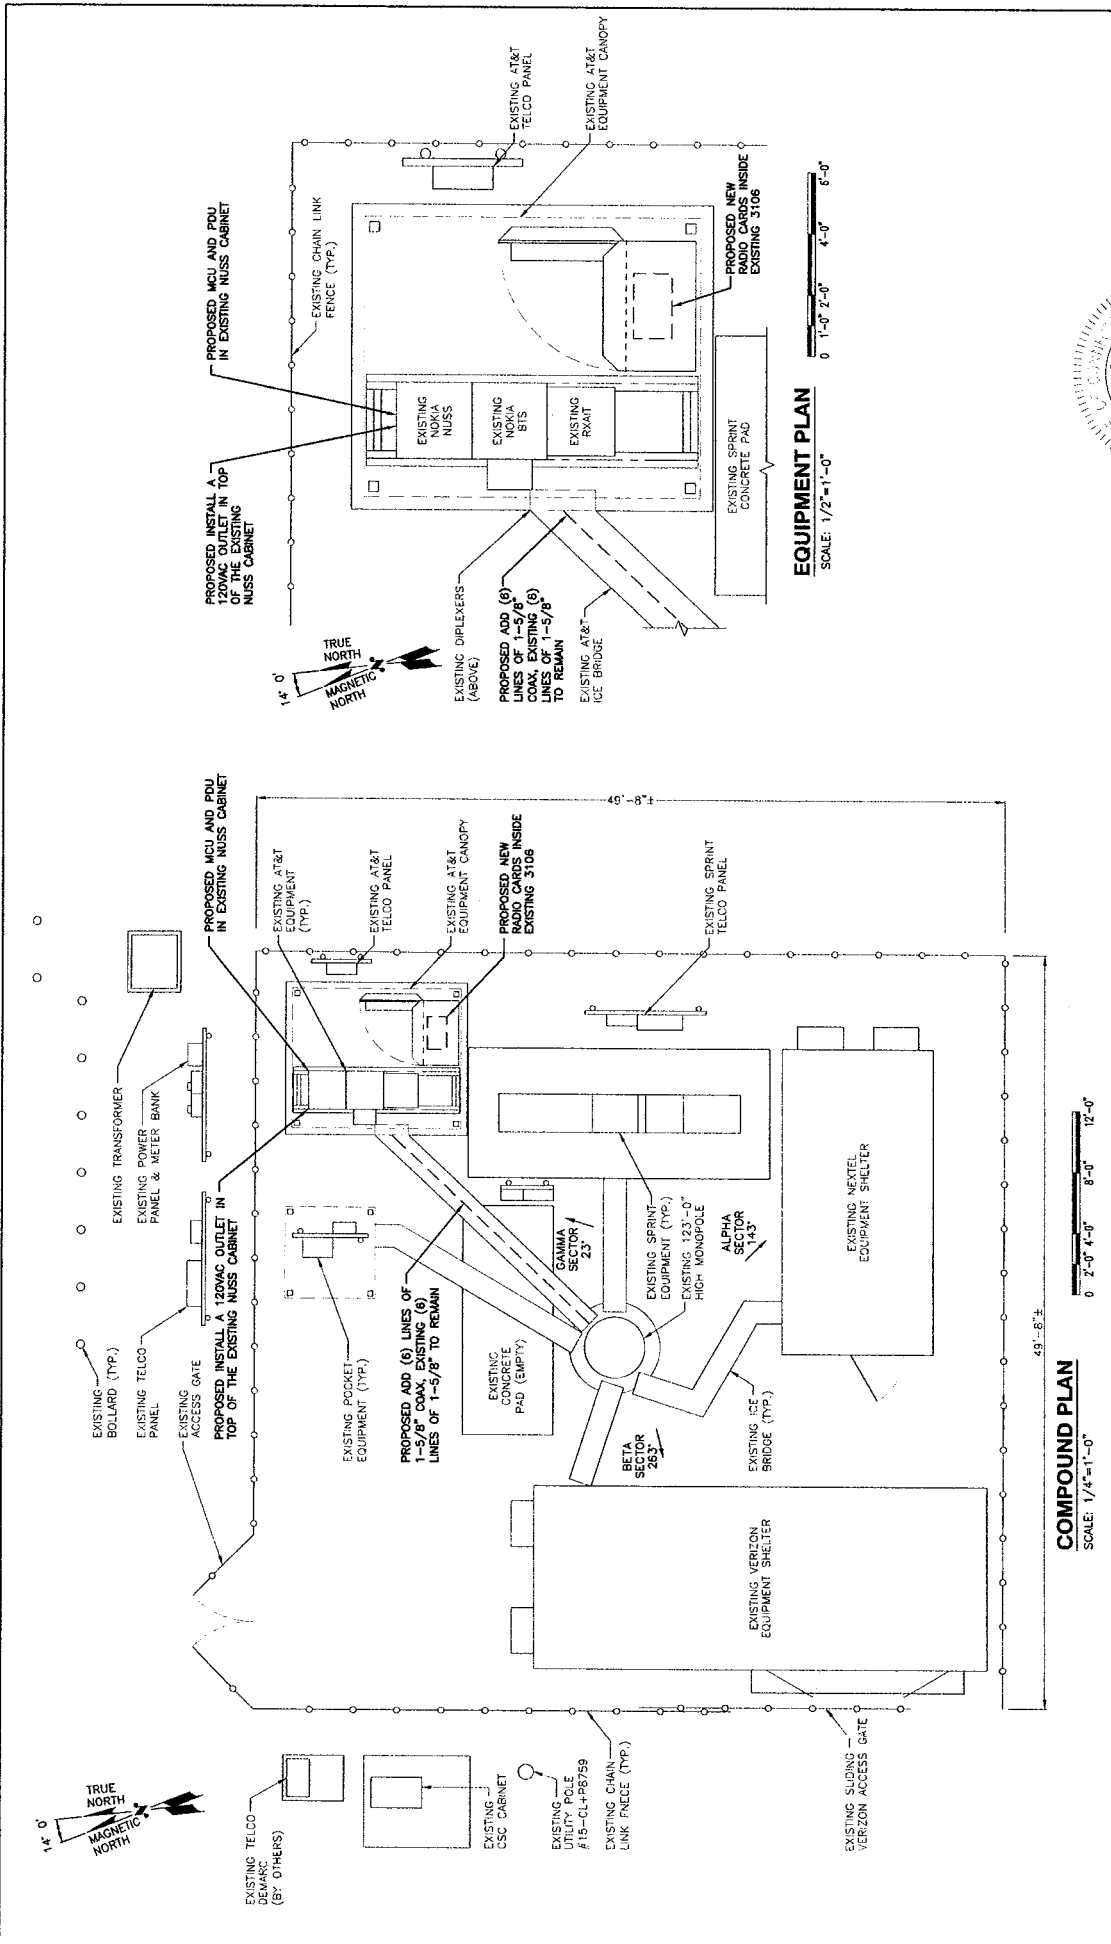 14° 0'
TRUE
NORTH
MAGNETIC
NORTH
EXISTING TELCO
DEMARC
(BY OTHERS)
EXISTING
CSC CABINET
EXISTING
UTILITY POLE
#15-CL+P8759
EXISTING CHAIN
LINK FNECE (TYP.)
EXISTING SLIDING
VERIZON ACCESS GATE
EXISTING
BOLLARD (TYP.)
EXISTING TELCO
PANEL
EXISTING
ACCESS GATE
PROPOSED INSTALL A 120VAC OUTLET IN
TOP OF THE EXISTING NUSS CABINET
EXISTING TRANSFORMER
EXISTING POWER
PANEL & METER BANK
EXISTING POCKET
EQUIPMENT (TYP.)
PROPOSED ADD (6) LINES OF
1-5/8" COAX, EXISTING (6)
LINES OF 1-5/8" TO REMAIN
EXISTING
CONCRETE
PAD (EMPTY)
GAMMA
SECTOR
23°
BETA
SECTOR
263°
ALPHA
SECTOR
143°
EXISTING SPRINT
EQUIPMENT (TYP.)
EXISTING 123'-0"
HIGH MONOPOLE
EXISTING ICE
BRIDGE (TYP.)
EXISTING VERIZON
EQUIPMENT SHELTER
EXISTING NEXTEL
EQUIPMENT SHELTER
PROPOSED MCU AND PDU
IN EXISTING NUSS CABINET
EXISTING AT&T
EQUIPMENT
(TYP.)
EXISTING AT&T
TELCO PANEL
EXISTING AT&T
EQUIPMENT CANOPY
PROPOSED NEW
RADIO CARDS INSIDE
EXISTING 3106
EXISTING SPRINT
TELCO PANEL
49'-8"±
49'-8"±
COMPOUND PLAN
SCALE: 1/4"=1'-0"
0 2'-0" 4'-0" 8'-0" 12'-0"
14° 0'
TRUE
NORTH
MAGNETIC
NORTH
PROPOSED INSTALL A
120VAC OUTLET IN TOP
OF THE EXISTING
NUSS CABINET
PROPOSED MCU AND PDU
IN EXISTING NUSS CABINET
EXISTING CHAIN LINK
FENCE (TYP.)
EXISTING DIPLEXERS
(ABOVE)
PROPOSED ADD (6)
LINES OF 1-5/8"
COAX, EXISTING (6)
LINES OF 1-5/8"
TO REMAIN
EXISTING AT&T
ICE BRIDGE
EXISTING
NOKIA
NUSS
EXISTING
NOKIA
BTS
EXISTING
RXAIT
EXISTING AT&T
TELCO PANEL
EXISTING AT&T
EQUIPMENT CANOPY
PROPOSED NEW
RADIO CARDS INSIDE
EXISTING 3106
EXISTING SPRINT
CONCRETE PAD
EQUIPMENT PLAN
SCALE: 1/2"=1'-0"
0 1'-0" 2'-0" 4'-0" 6'-0"